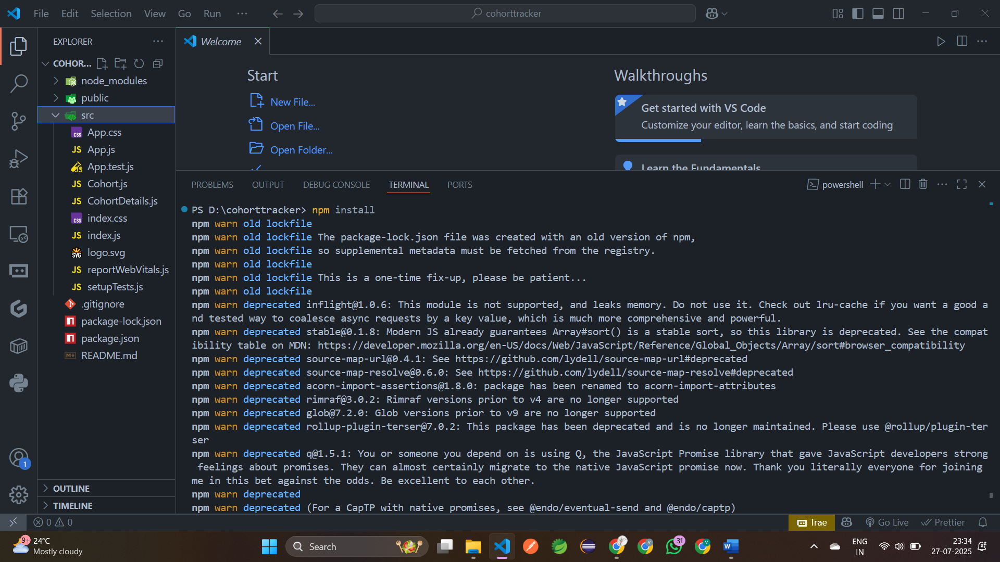 File Edit Selection View Go Run ···
cohorttracker
EXPLORER
COHOR...
node_modules
public
src
App.css
App.js
App.test.js
Cohort.js
CohortDetails.js
index.css
index.js
logo.svg
reportWebVitals.js
setupTests.js
.gitignore
package-lock.json
package.json
README.md
OUTLINE
TIMELINE
Welcome
Start
New File...
Open File...
Open Folder...
Walkthroughs
Get started with VS Code
Customize your editor, learn the basics, and start coding
Learn the Fundamentals
PROBLEMS OUTPUT DEBUG CONSOLE TERMINAL PORTS
powershell
PS D:\cohorttracker> npm install
npm warn old lockfile
npm warn old lockfile The package-lock.json file was created with an old version of npm,
npm warn old lockfile so supplemental metadata must be fetched from the registry.
npm warn old lockfile
npm warn old lockfile This is a one-time fix-up, please be patient...
npm warn old lockfile
npm warn deprecated inflight@1.0.6: This module is not supported, and leaks memory. Do not use it. Check out lru-cache if you want a good a
nd tested way to coalesce async requests by a key value, which is much more comprehensive and powerful.
npm warn deprecated stable@0.1.8: Modern JS already guarantees Array#sort() is a stable sort, so this library is deprecated. See the compat
ibility table on MDN: https://developer.mozilla.org/en-US/docs/Web/JavaScript/Reference/Global_Objects/Array/sort#browser_compatibility
npm warn deprecated source-map-url@0.4.1: See https://github.com/lydell/source-map-url#deprecated
npm warn deprecated source-map-resolve@0.6.0: See https://github.com/lydell/source-map-resolve#deprecated
npm warn deprecated acorn-import-assertions@1.8.0: package has been renamed to acorn-import-attributes
npm warn deprecated rimraf@3.0.2: Rimraf versions prior to v4 are no longer supported
npm warn deprecated glob@7.2.0: Glob versions prior to v9 are no longer supported
npm warn deprecated rollup-plugin-terser@7.0.2: This package has been deprecated and is no longer maintained. Please use @rollup/plugin-ter
ser
npm warn deprecated q@1.5.1: You or someone you depend on is using Q, the JavaScript Promise library that gave JavaScript developers strong
feelings about promises. They can almost certainly migrate to the native JavaScript promise now. Thank you literally everyone for joining
me in this bet against the odds. Be excellent to each other.
npm warn deprecated
npm warn deprecated (For a CapTP with native promises, see @endo/eventual-send and @endo/captp)
1
0 0
Trae
Go Live
Prettier
9+
24°C
Mostly cloudy
Search
31
ENG
IN
23:34
27-07-2025